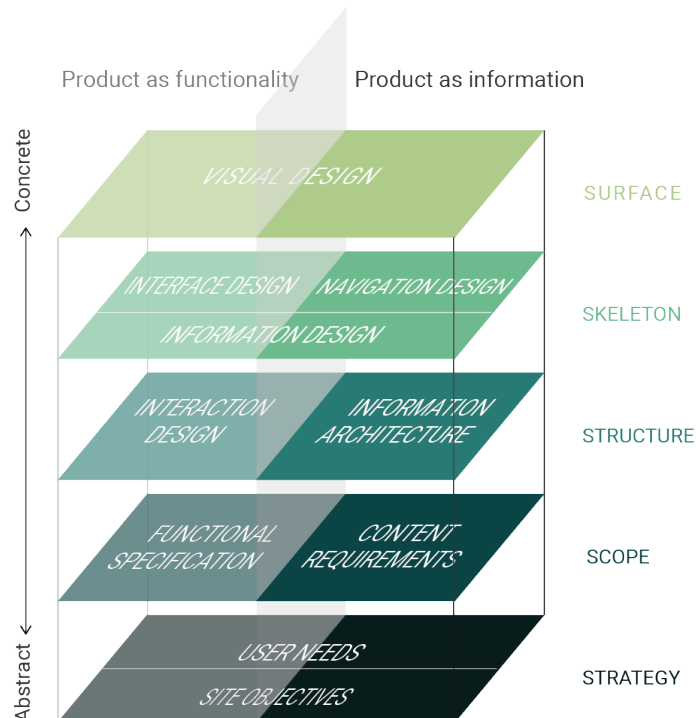 Product as functionality
Product as information
Concrete
VISUAL DESIGN
SURFACE
INTERFACE DESIGN
NAVIGATION DESIGN
INFORMATION DESIGN
SKELETON
INTERACTION
DESIGN
INFORMATION
ARCHITECTURE
STRUCTURE
FUNCTIONAL
SPECIFICATION
CONTENT
REQUIREMENTS
SCOPE
USER NEEDS
SITE OBJECTIVES
STRATEGY
Abstract